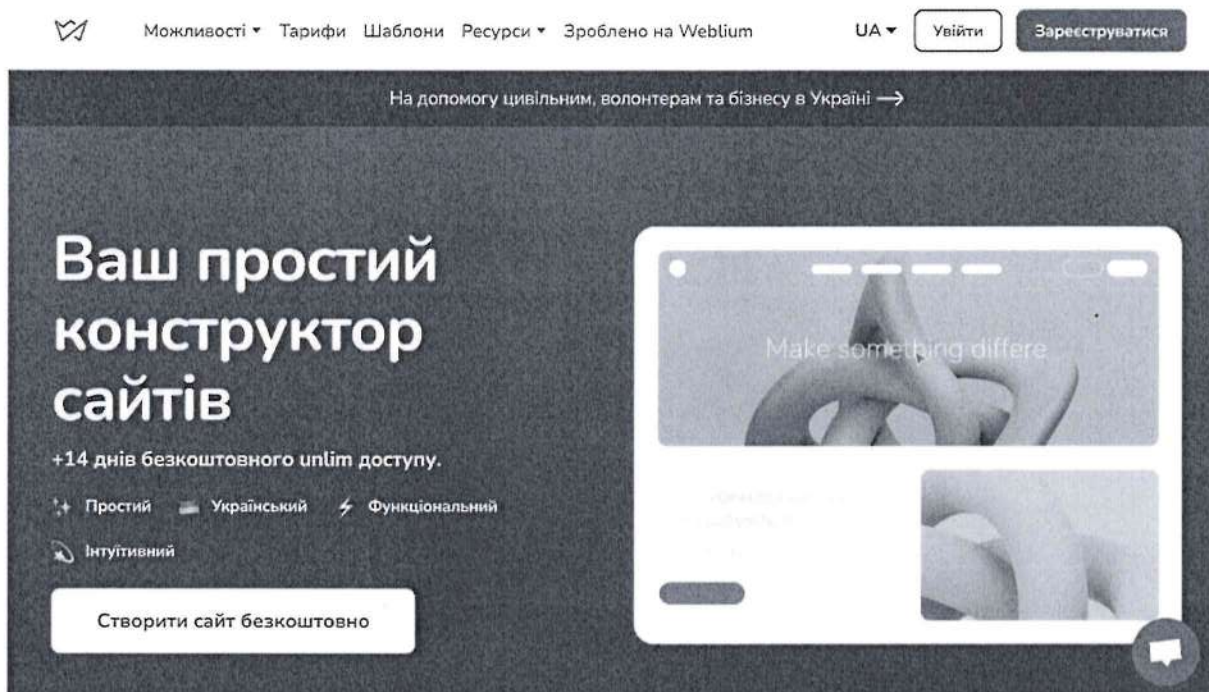 Можливості Тарифи Шаблони Ресурси Зроблено на Weblium UA Увійти Зареєструватися
На допомогу цивільним, волонтерам та бізнесу в Україні →
Ваш простий
конструктор
сайтів
+14 днів безкоштовного unlim доступу.
Простий Український Функціональний
Інтуїтивний
Створити сайт безкоштовно
Make something differe